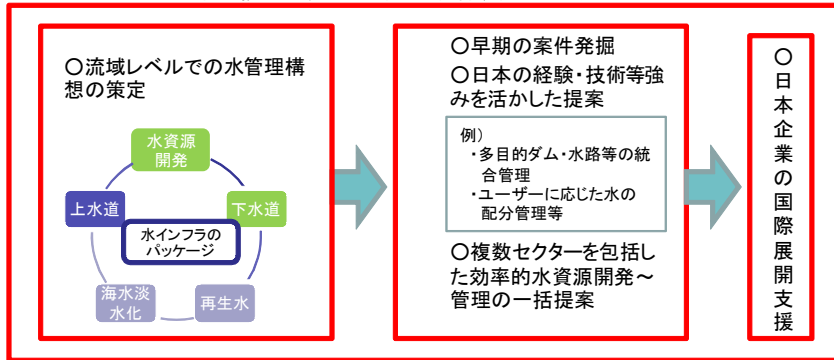 〇流域レベルでの水管理構
想の策定
水資源
開発
上水道
下水道
水インフラの
パッケージ
海水淡
水化
再生水
〇早期の案件発掘
〇日本の経験・技術等強
みを活かした提案
例）
・多目的ダム・水路等の統
合管理
・ユーザーに応じた水の
配分管理等
〇複数セクターを包括し
た効率的水資源開発～
管理の一括提案
〇日本企業の国際展開支援